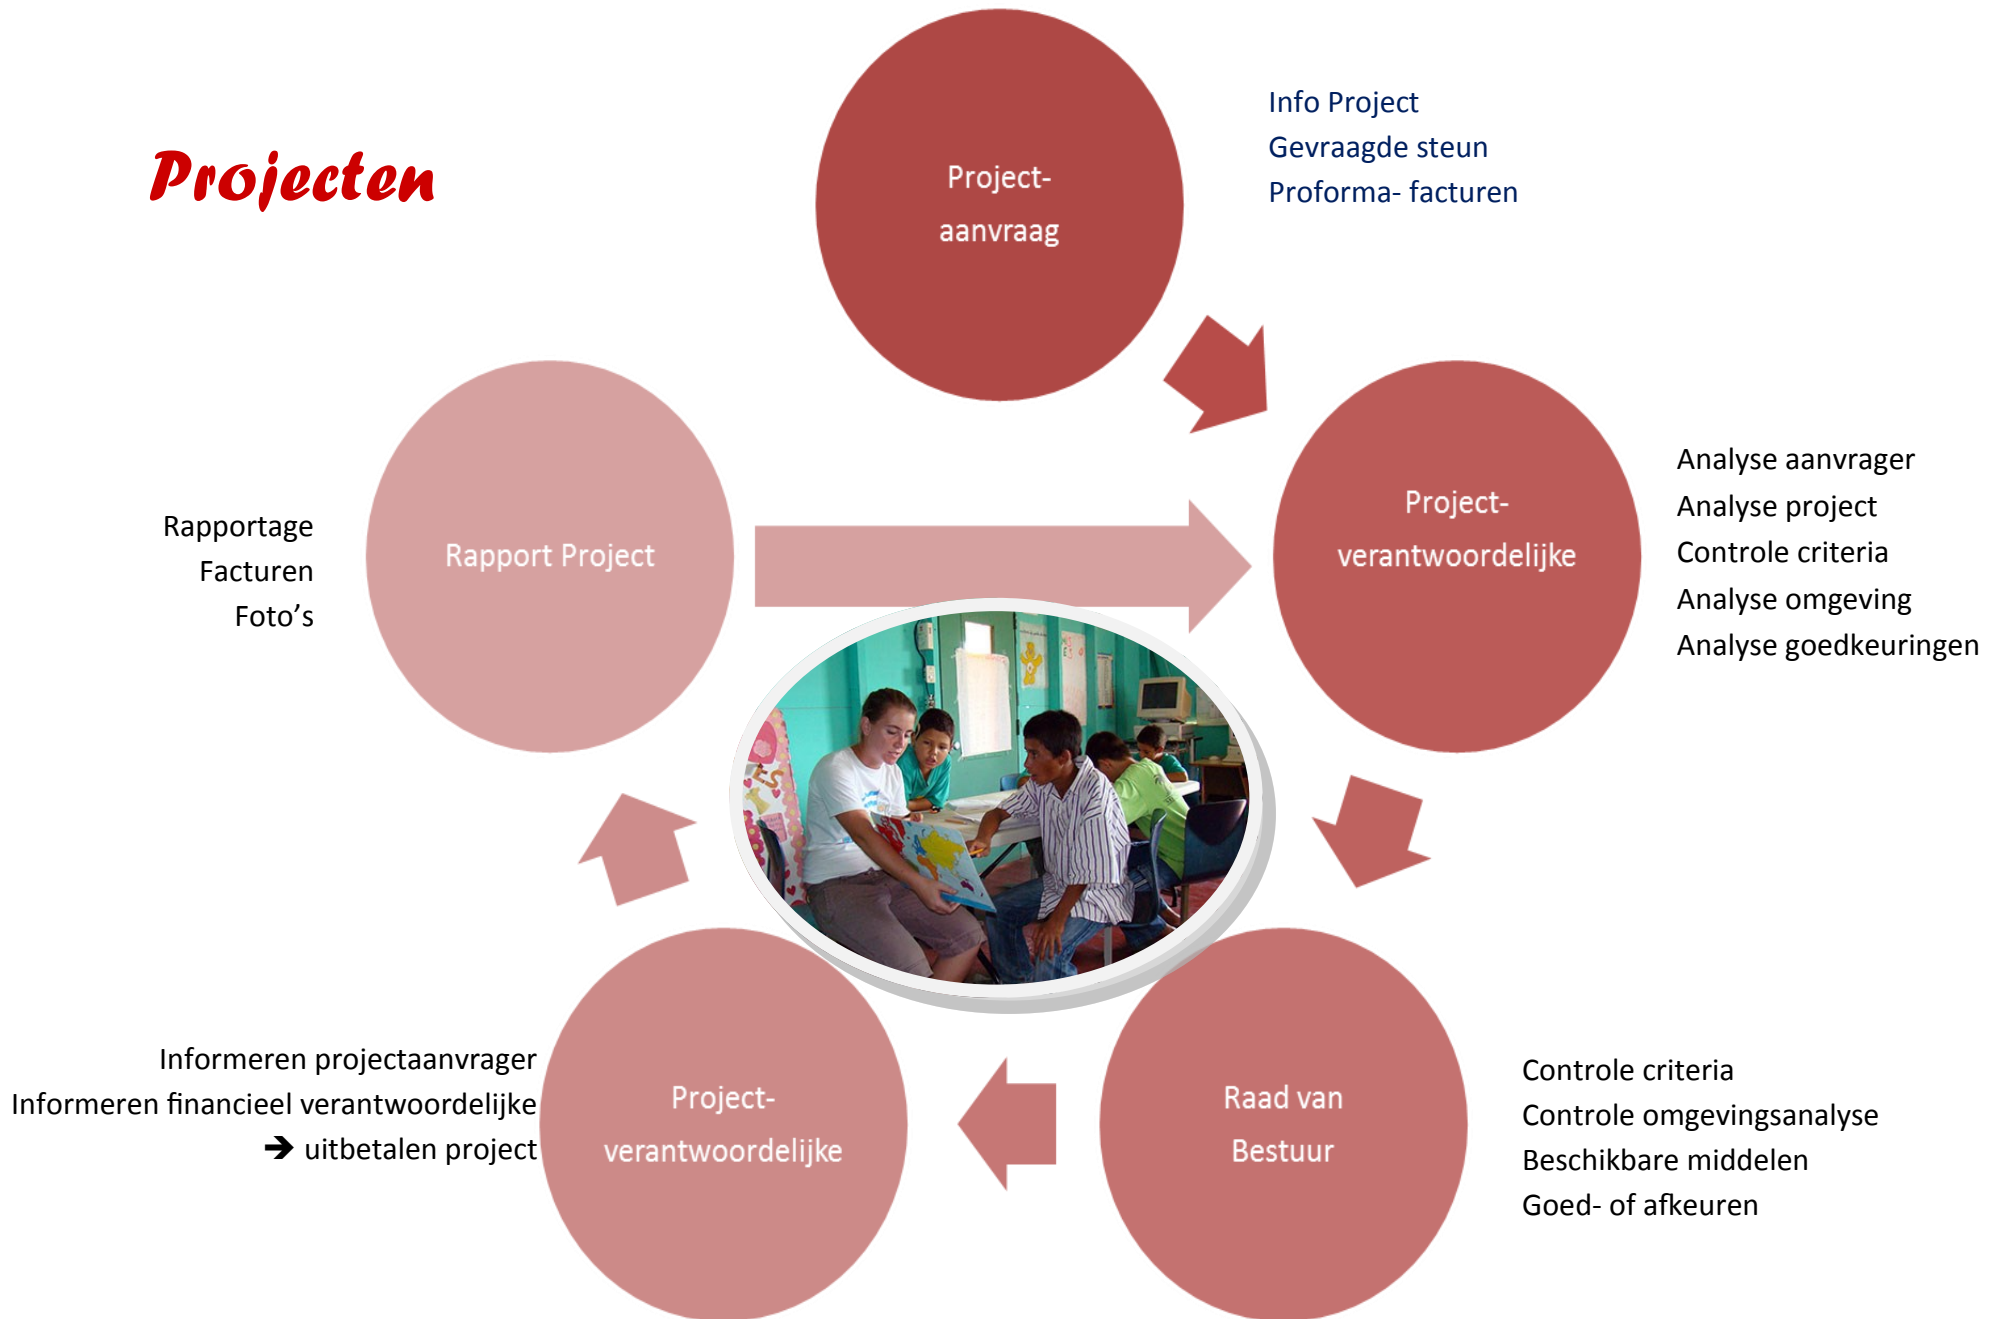 Projecten
Project-
aanvraag
Info Project
Gevraagde steun
Proforma- facturen
Project-
verantwoordelijke
Analyse aanvrager
Analyse project
Controle criteria
Analyse omgeving
Analyse goedkeuringen
Raad van
Bestuur
Controle criteria
Controle omgevingsanalyse
Beschikbare middelen
Goed- of afkeuren
Project-
verantwoordelijke
Informeren projectaanvrager
Informeren financieel verantwoordelijke
➔ uitbetalen project
Rapport Project
Rapportage
Facturen
Foto’s